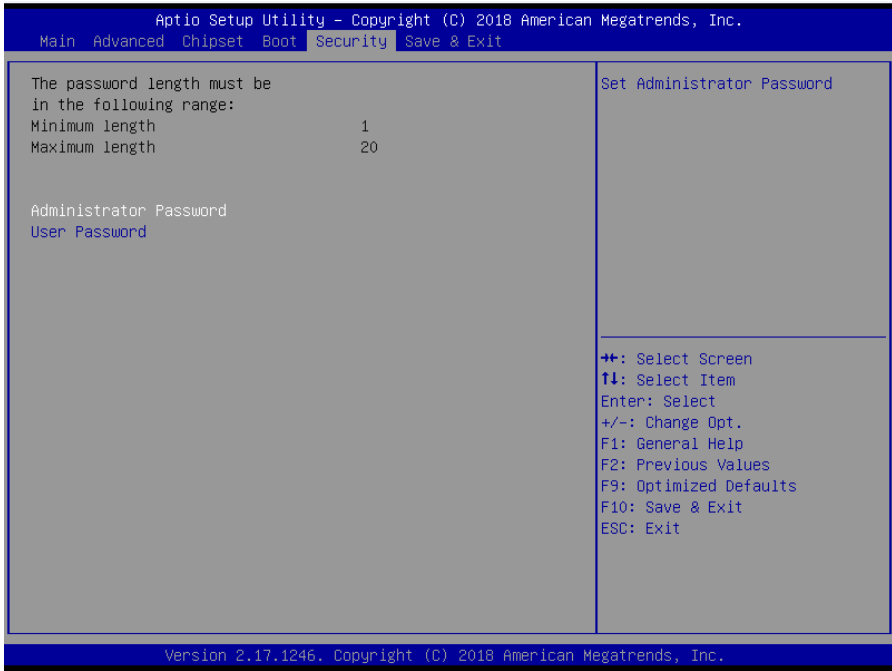 Aptio Setup Utility – Copyright (C) 2018 American Megatrends, Inc.
Main Advanced Chipset Boot Security Save & Exit
The password length must be
in the following range:
Minimum length 1
Maximum length 20
Administrator Password
User Password
Set Administrator Password
→←: Select Screen
↑↓: Select Item
Enter: Select
+/-: Change Opt.
F1: General Help
F2: Previous Values
F9: Optimized Defaults
F10: Save & Exit
ESC: Exit
Version 2.17.1246. Copyright (C) 2018 American Megatrends, Inc.